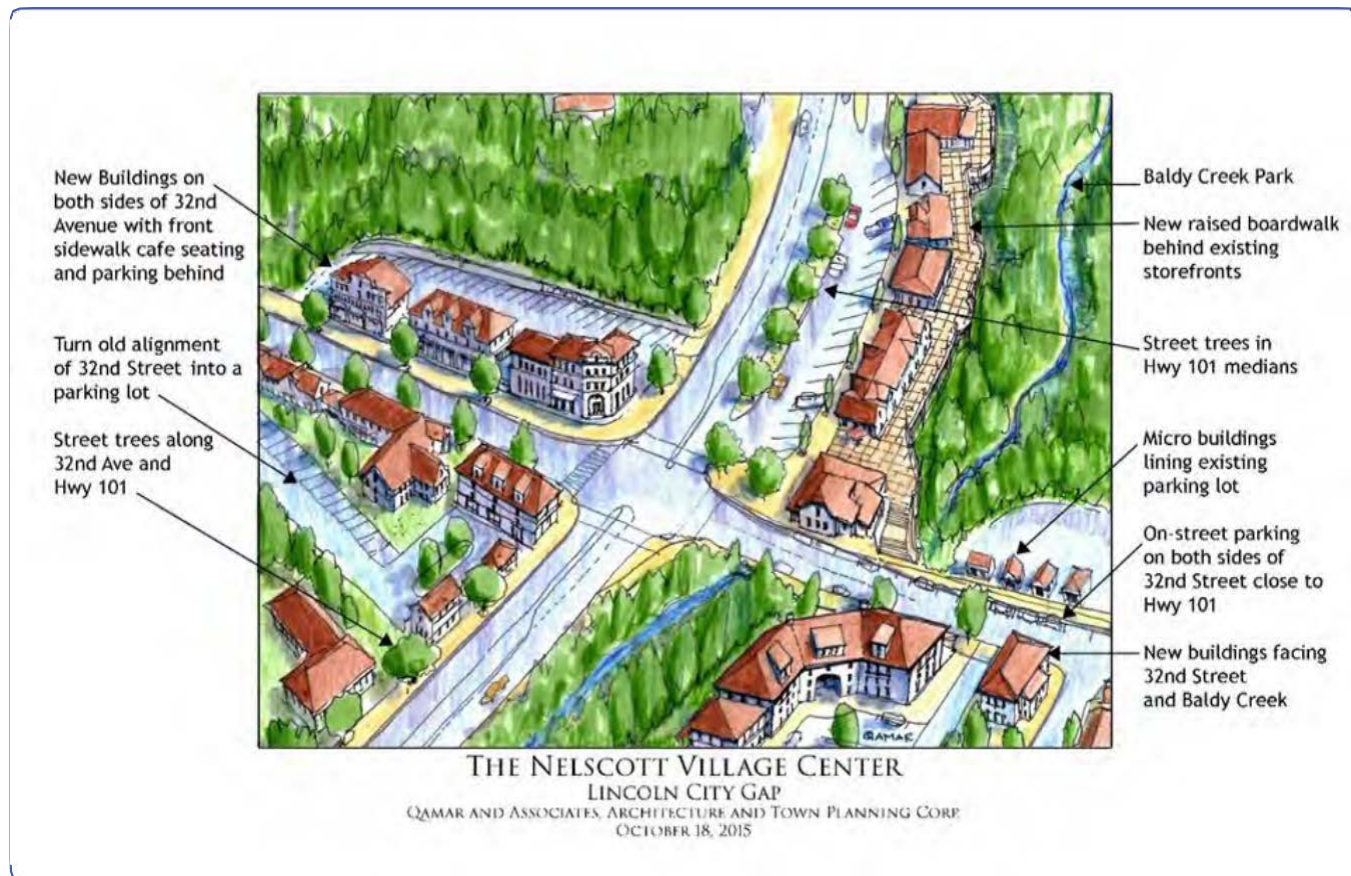 New Buildings on
both sides of 32nd
Avenue with front
sidewalk cafe seating
and parking behind
Turn old alignment
of 32nd Street into a
parking lot
Street trees along
32nd Ave and
Hwy 101
Baldy Creek Park
New raised boardwalk
behind existing
storefronts
Street trees in
Hwy 101 medians
Micro buildings
lining existing
parking lot
On-street parking
on both sides of
32nd Street close to
Hwy 101
New buildings facing
32nd Street
and Baldy Creek
QAMAR
THE NELSCOTT VILLAGE CENTER
LINCOLN CITY GAP
QAMAR AND ASSOCIATES, ARCHITECTURE AND TOWN PLANNING CORP.
OCTOBER 18, 2015